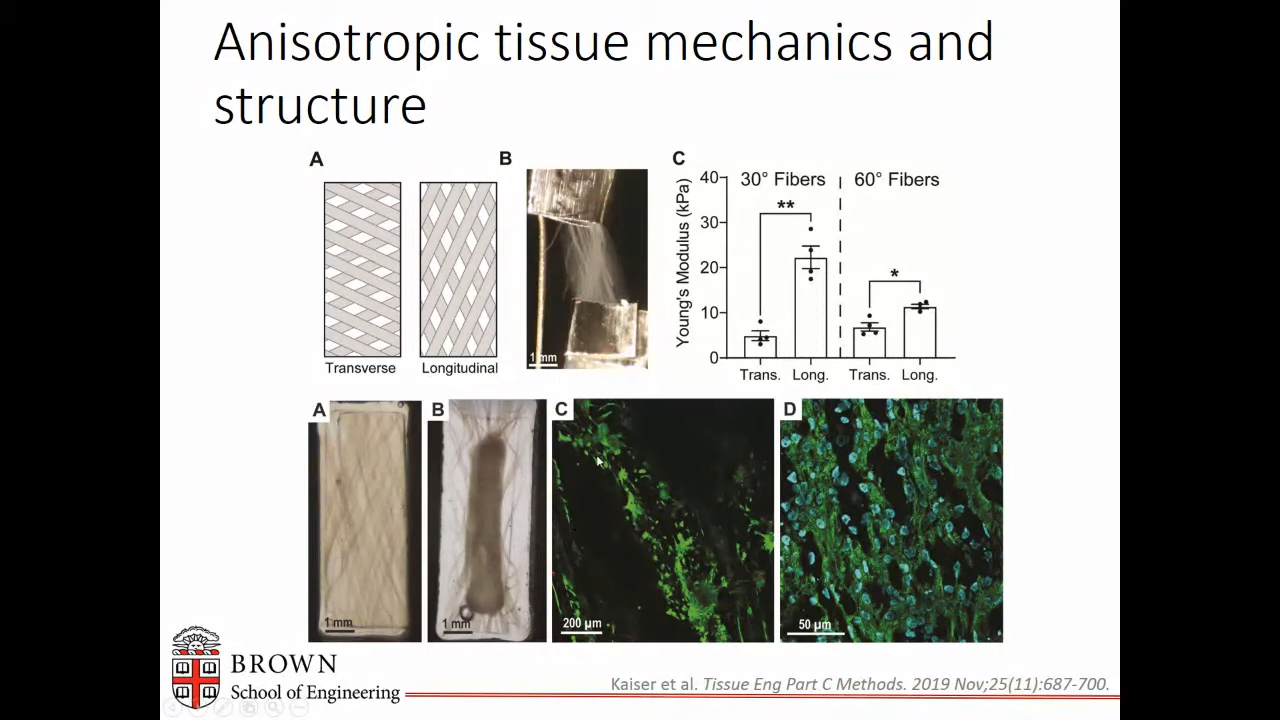 Anisotropic tissue mechanics and
structure
A
Transverse
Longitudinal
B
1 mm
C
Young's Modulus (kPa)
40
30
20
10
0
30° Fibers
60° Fibers
**
*
Trans.
Long.
Trans.
Long.
A
1 mm
B
1 mm
C
200 μm
D
50 μm
BROWN
School of Engineering
Kaiser et al. Tissue Eng Part C Methods. 2019 Nov;25(11):687-700.